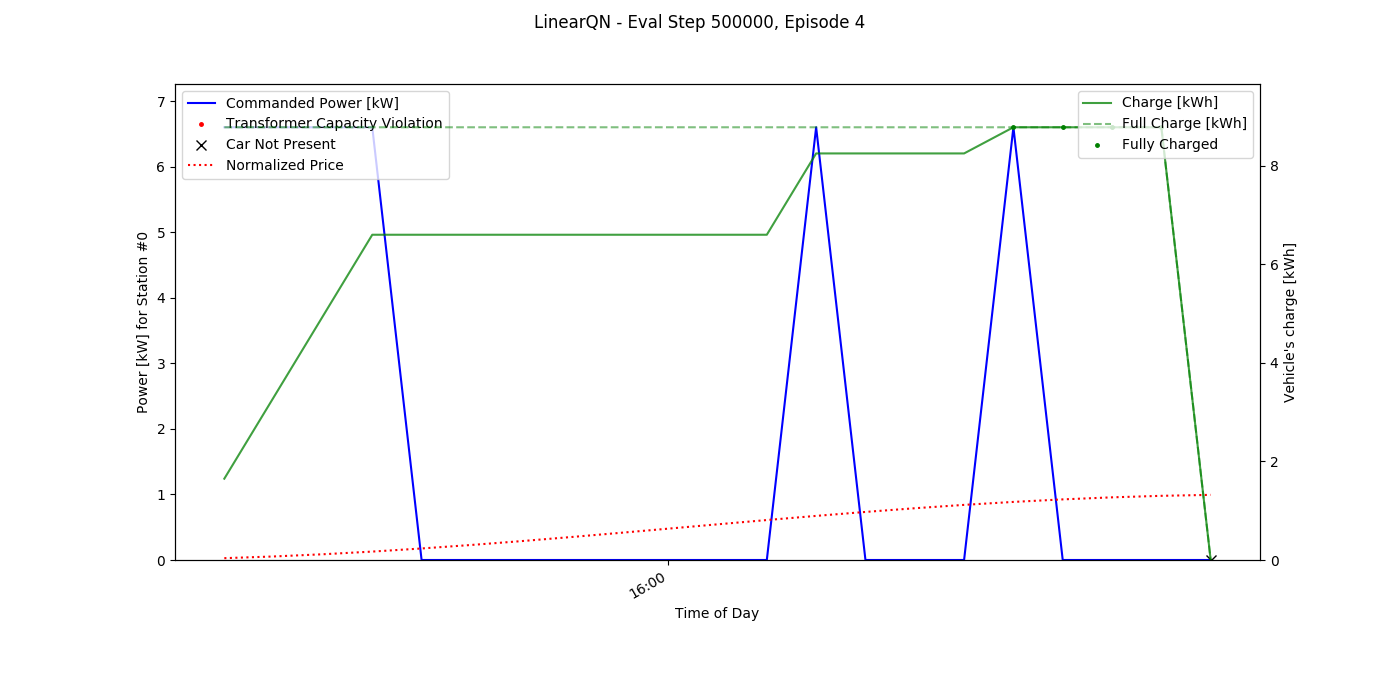 LinearQN - Eval Step 500000, Episode 4
Commanded Power [kW]
Transformer Capacity Violation
Car Not Present
Normalized Price
Charge [kWh]
Full Charge [kWh]
Fully Charged
7
6
5
4
3
2
1
0
Power [kW] for Station #0
8
6
4
2
0
Vehicle's charge [kWh]
16:00
Time of Day